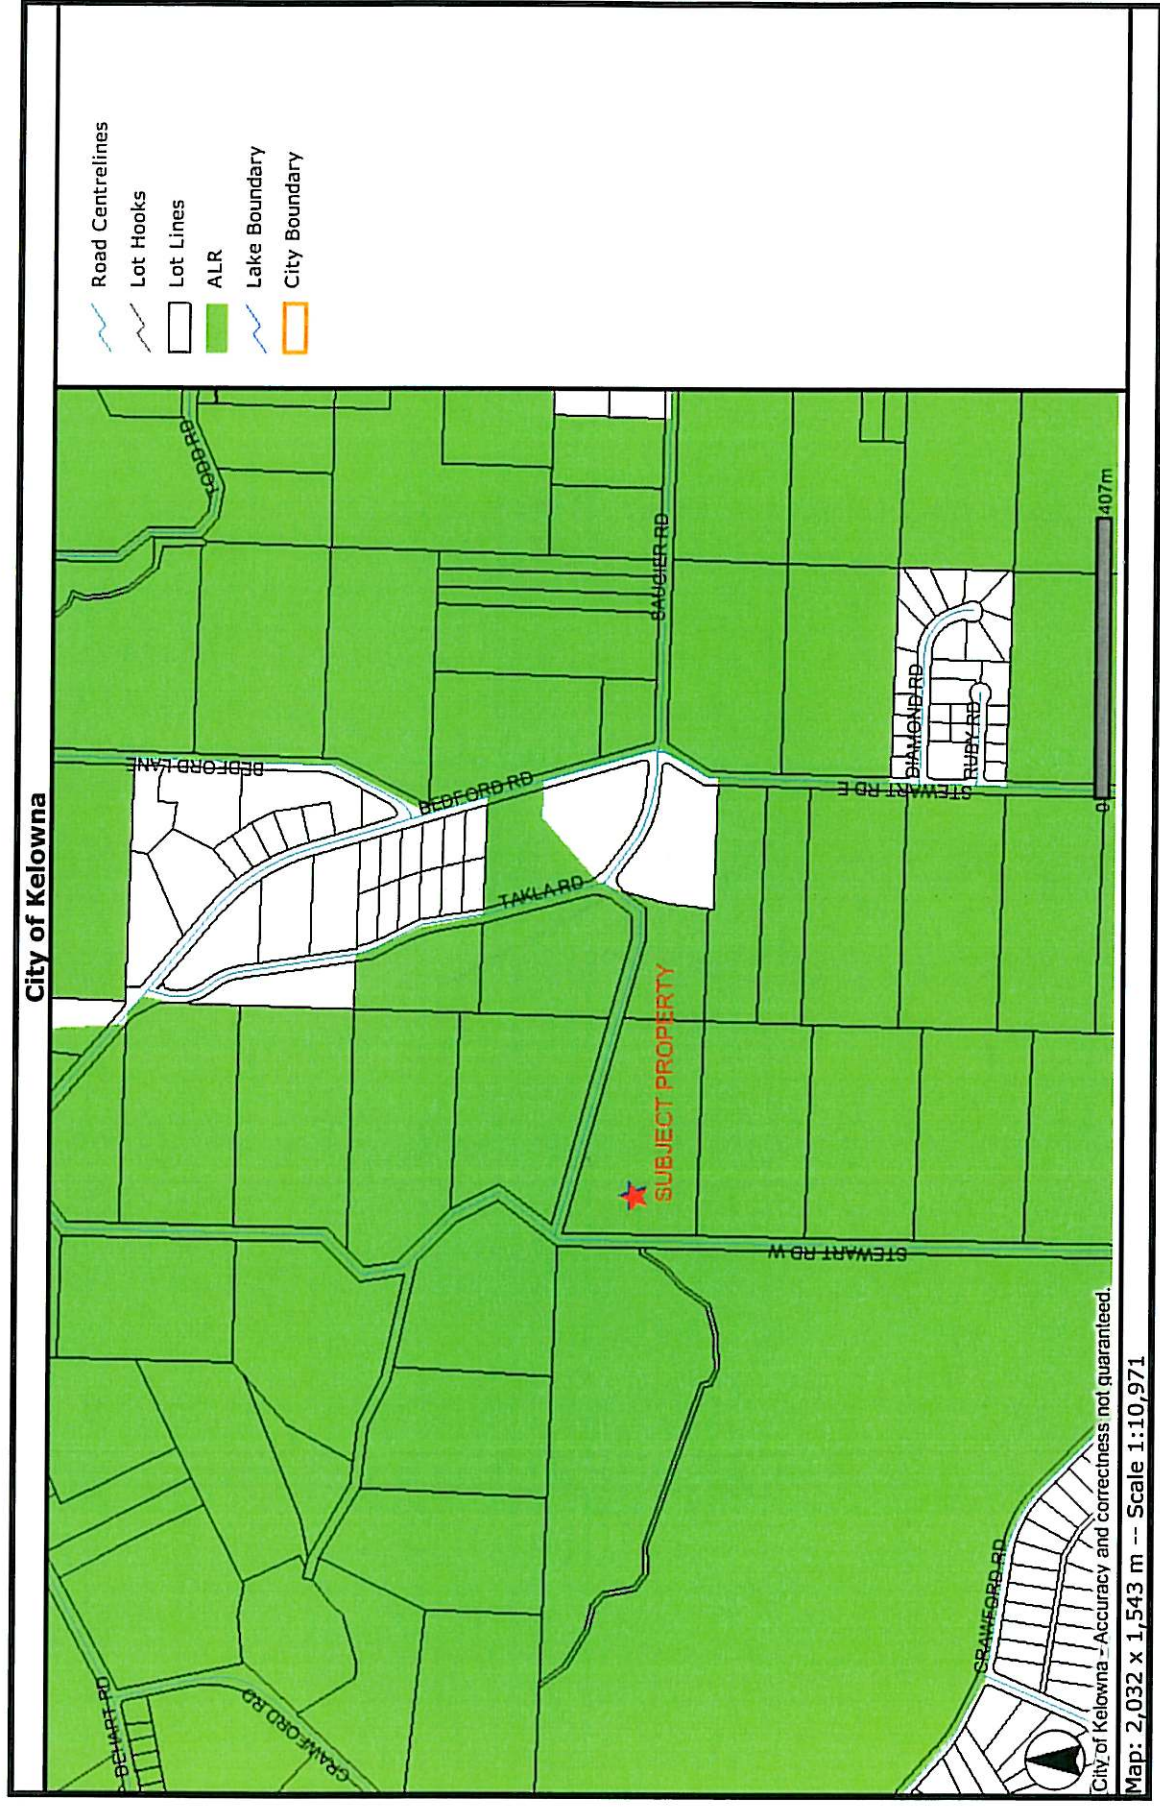 City of Kelowna
Road Centrelines
Lot Hooks
Lot Lines
ALR
Lake Boundary
City Boundary
TODD RD
BEDFORD LANE
BEDFORD RD
TAKLA RD
SAUCIER RD
DIAMOND RD
RUBY RD
STEWART RD E
SUBJECT PROPERTY
STEWART RD W
DEHART RD
CRAWFORD RD
CRAWFORD RD
0
407m
City of Kelowna - Accuracy and correctness not guaranteed.
Map: 2,032 x 1,543 m -- Scale 1:10,971